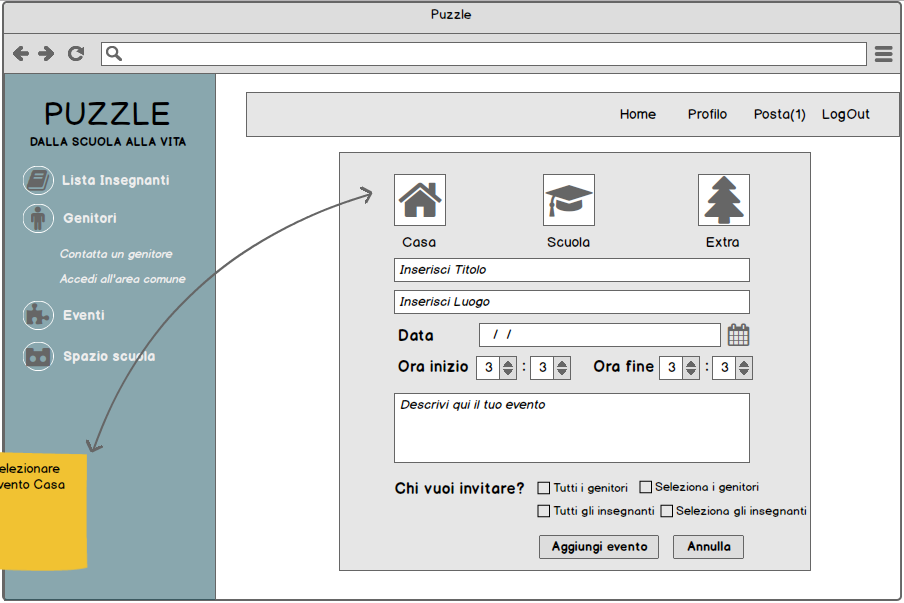 Puzzle
PUZZLE
DALLA SCUOLA ALLA VITA
Lista Insegnanti
Genitori
Contatta un genitore
Accedi all'area comune
Eventi
Spazio scuola
elezionare
vento Casa
Home Profilo Posta(1) LogOut
Casa Scuola Extra
Inserisci Titolo
Inserisci Luogo
Data / /
Ora inizio 3 : 3 Ora fine 3 : 3
Descrivi qui il tuo evento
Chi vuoi invitare? Tutti i genitori Seleziona i genitori
Tutti gli insegnanti Seleziona gli insegnanti
Aggiungi evento Annulla